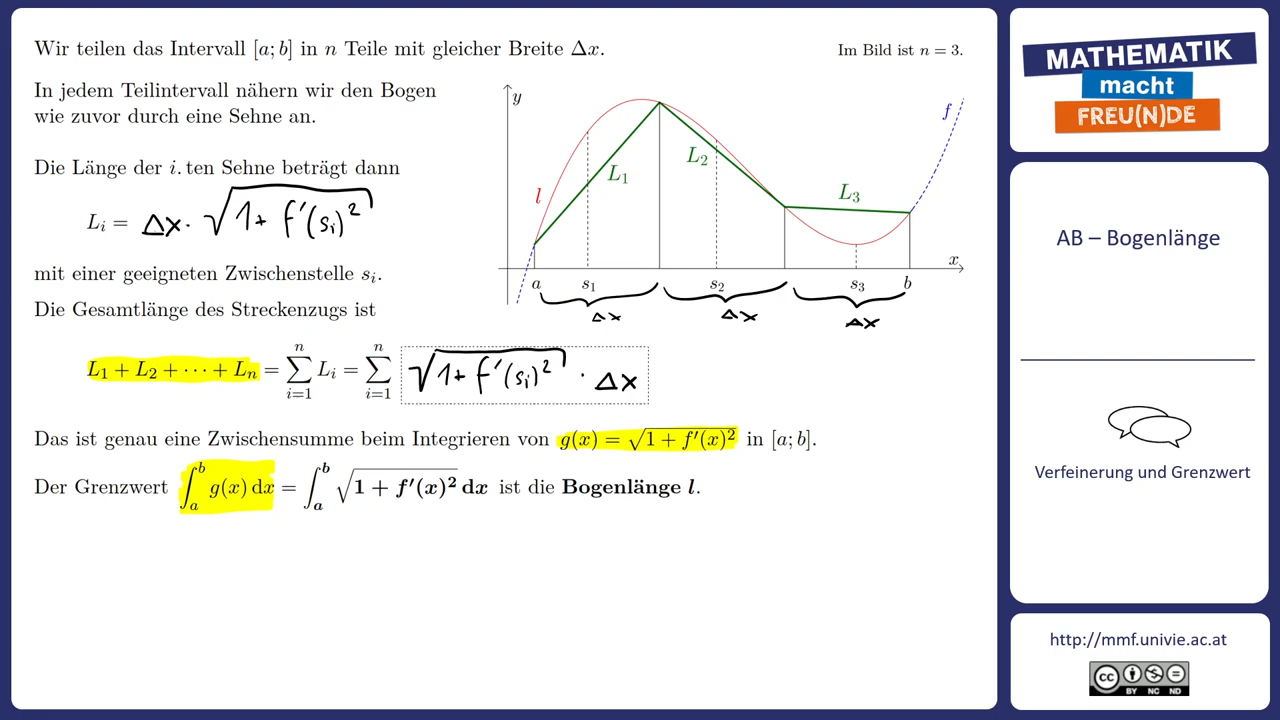 Wir teilen das Intervall [a; b] in n Teile mit gleicher Breite Δx.
Im Bild ist n = 3.
In jedem Teilintervall nähern wir den Bogen
wie zuvor durch eine Sehne an.
Die Länge der i. ten Sehne beträgt dann
L_i = Δx · √(1 + f'(s_i)²)
mit einer geeigneten Zwischenstelle s_i.
Die Gesamtlänge des Streckenzugs ist
y
f
l
L_1
L_2
L_3
x
a s_1 s_2 s_3 b
Δx Δx Δx
L_1 + L_2 + ··· + L_n = ∑_{i=1}^{n} L_i = ∑_{i=1}^{n} √(1 + f'(s_i)²) · Δx
Das ist genau eine Zwischensumme beim Integrieren von g(x) = √(1 + f'(x)²) in [a; b].
Der Grenzwert ∫_a^b g(x) dx = ∫_a^b √(1 + f'(x)²) dx ist die Bogenlänge l.
MATHEMATIK
macht
FREU(N)DE
AB – Bogenlänge
Verfeinerung und Grenzwert
http://mmf.univie.ac.at
cc
BY NC ND